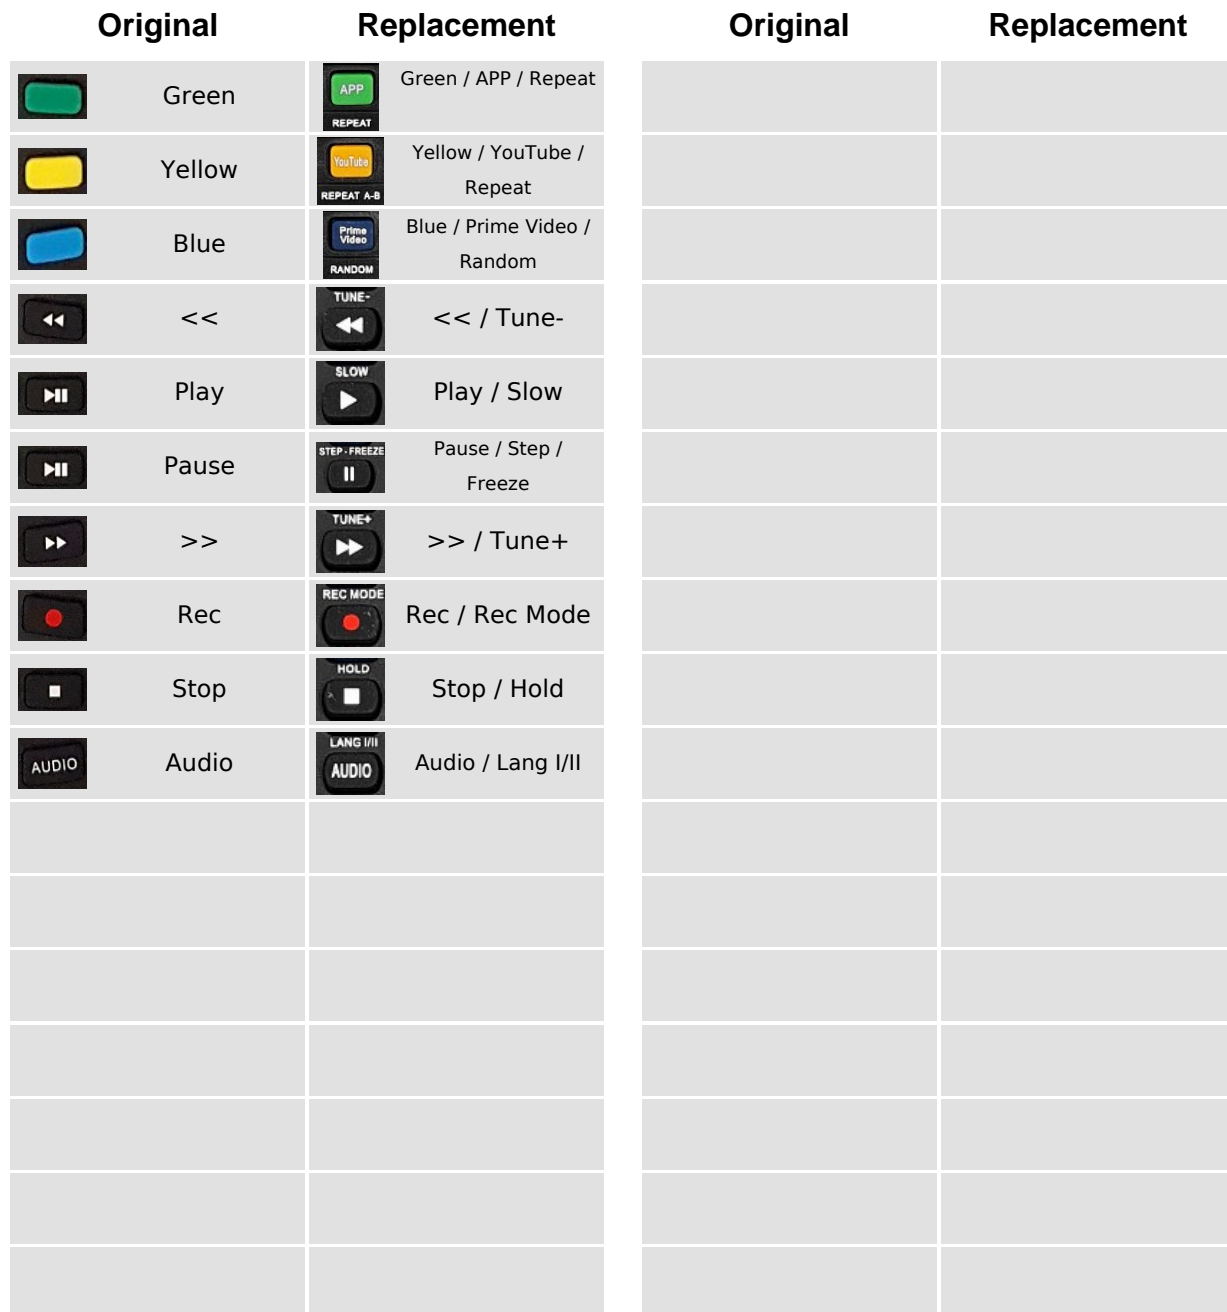 Original Replacement Original Replacement
Green APP REPEAT Green / APP / Repeat
Yellow YouTube REPEAT A-B Yellow / YouTube /
Repeat
Blue Prime Video RANDOM Blue / Prime Video /
Random
<< TUNE- << / Tune-
Play SLOW Play / Slow
Pause STEP-FREEZE Pause / Step /
Freeze
>> TUNE+ >> / Tune+
Rec REC MODE Rec / Rec Mode
Stop HOLD Stop / Hold
AUDIO Audio LANG I/II AUDIO Audio / Lang I/II